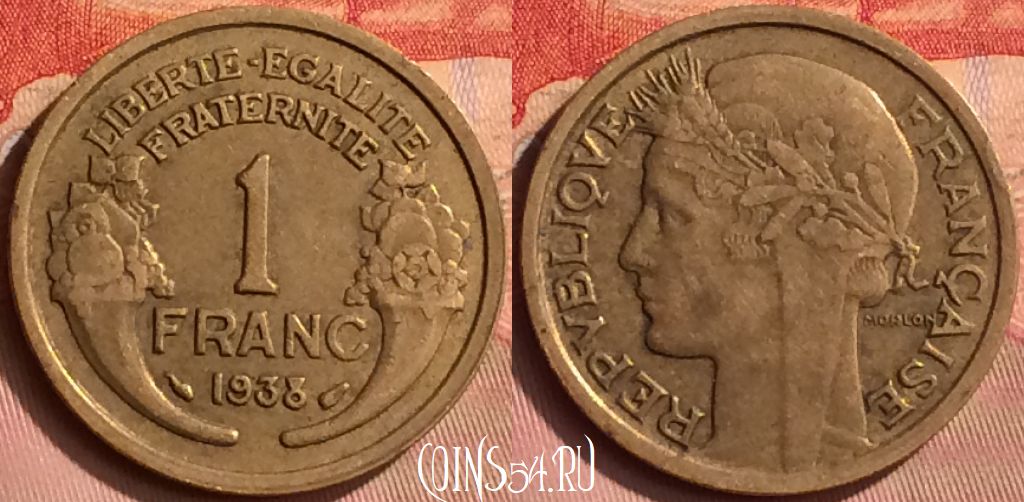 LIBERTE-EGALITE
FRATERNITE
1
FRANC
1938
REPVBLIQVE FRANÇAISE
MORLON
COINS54.RU